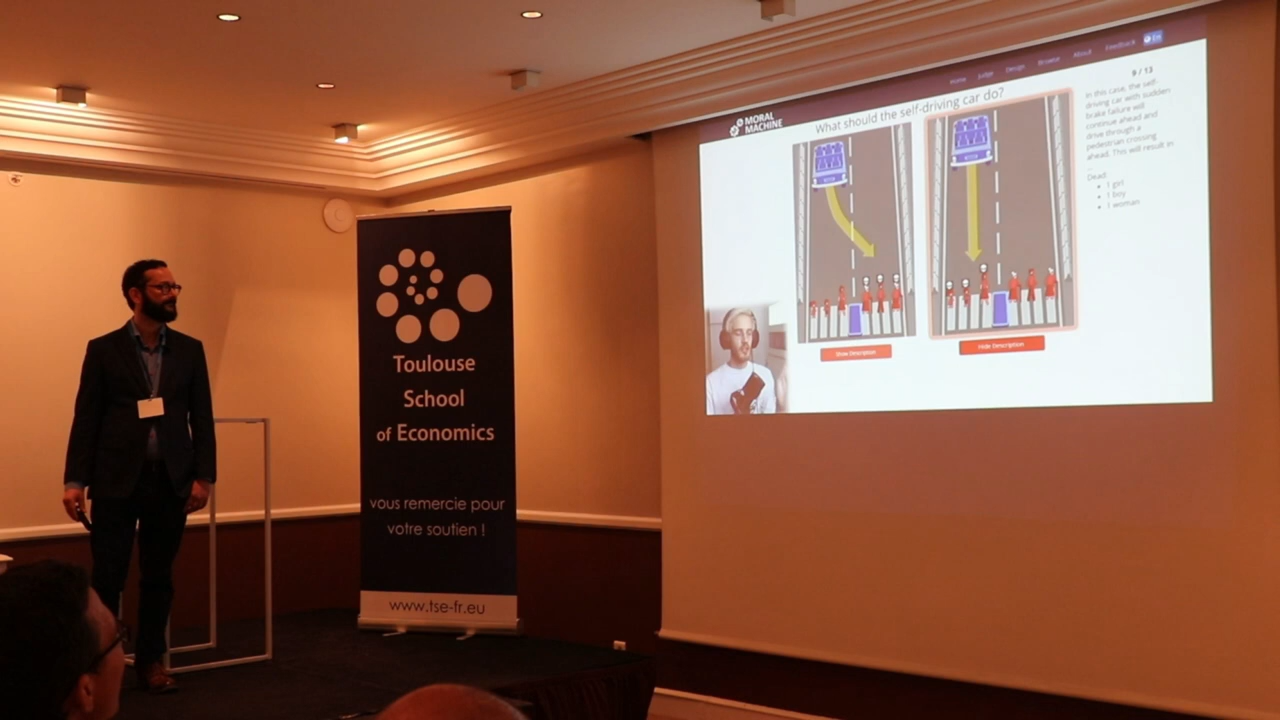 Toulouse
School
of Economics
vous remercie pour
votre soutien !
www.tse-fr.eu
Home Judge Design Browse About Feedback En
MORAL
MACHINE
What should the self-driving car do?
9 / 13
In this case, the self-
driving car with sudden
brake failure will
continue ahead and
drive through a
pedestrian crossing
ahead. This will result in
...
Dead:
• 1 girl
• 1 boy
• 1 woman
Show Description
Hide Description